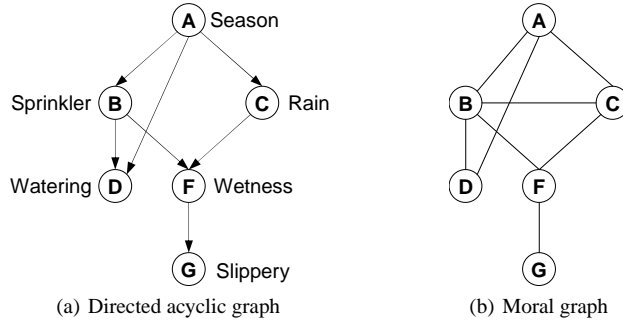 A Season
A
Sprinkler B
C Rain
B
C
Watering D
F Wetness
D
F
G Slippery
G
(a) Directed acyclic graph
(b) Moral graph